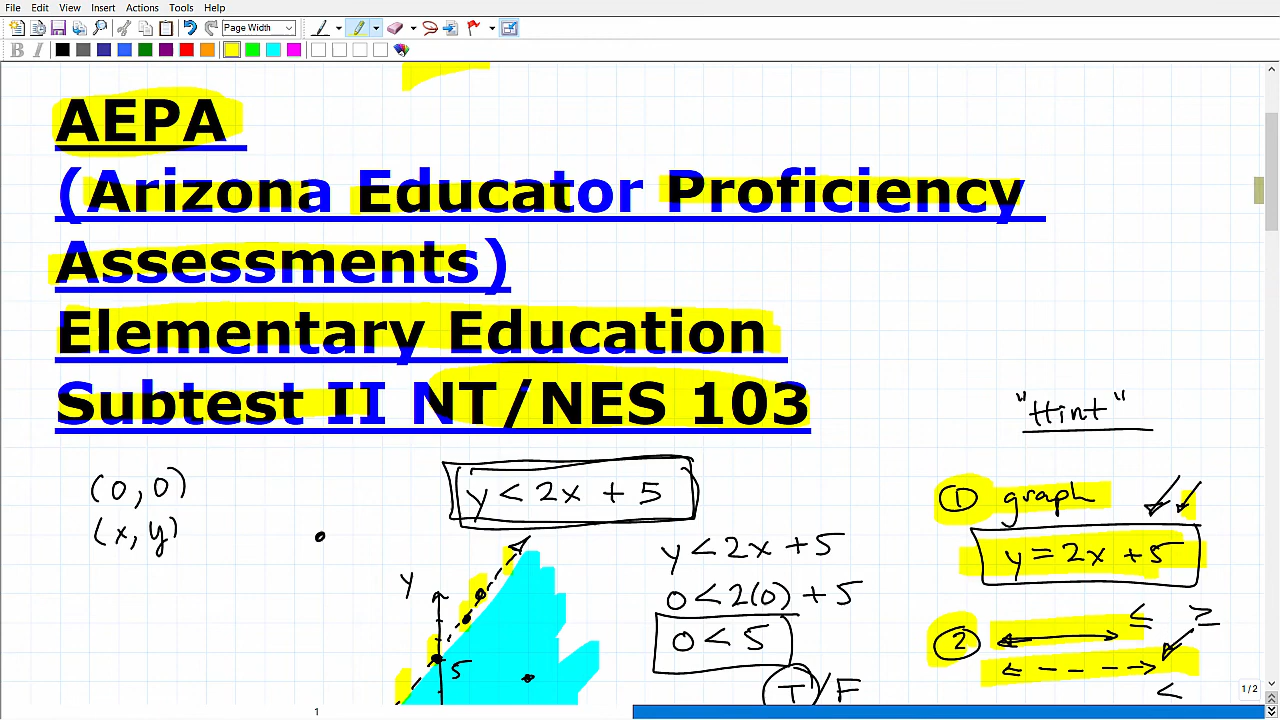 File Edit View Insert Actions Tools Help
Page Width
B I
AEPA
(Arizona Educator Proficiency
Assessments)
Elementary Education
Subtest II NT/NES 103
"Hint"
(0,0)
(x,y)
y < 2x + 5
① graph
y = 2x + 5
y < 2x + 5
0 < 2(0) + 5
0 < 5
T/F
y
5
② ≤ ≥
<
1/2
1